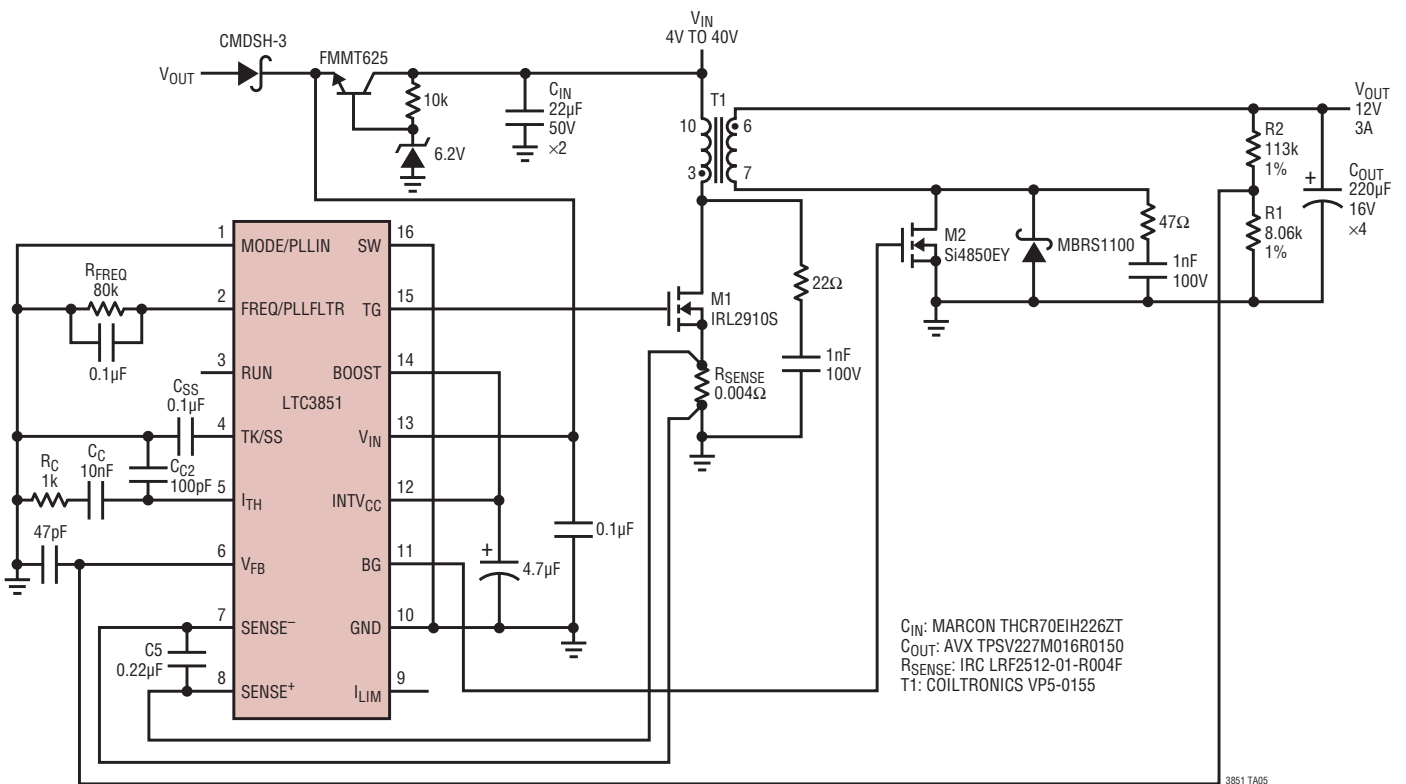 V_IN
4V TO 40V
CMDSH-3
FMMT625
V_OUT
10k
6.2V
C_IN
22µF
50V
×2
T1
10
6
3
7
V_OUT
12V
3A
R2
113k
1%
R1
8.06k
1%
C_OUT
220µF
16V
×4
+
47Ω
1nF
100V
MBRS1100
M2
Si4850EY
22Ω
1nF
100V
M1
IRL2910S
R_SENSE
0.004Ω
LTC3851
1
MODE/PLLIN
2
FREQ/PLLFLTR
3
RUN
4
TK/SS
5
I_TH
6
V_FB
7
SENSE⁻
8
SENSE⁺
16
SW
15
TG
14
BOOST
13
V_IN
12
INTV_CC
11
BG
10
GND
9
I_LIM
R_FREQ
80k
0.1µF
C_SS
0.1µF
R_C
1k
C_C
10nF
C_C2
100pF
47pF
C5
0.22µF
+
4.7µF
0.1µF
C_IN: MARCON THCR70EIH226ZT
C_OUT: AVX TPSV227M016R0150
R_SENSE: IRC LRF2512-01-R004F
T1: COILTRONICS VP5-0155
3851 TA05